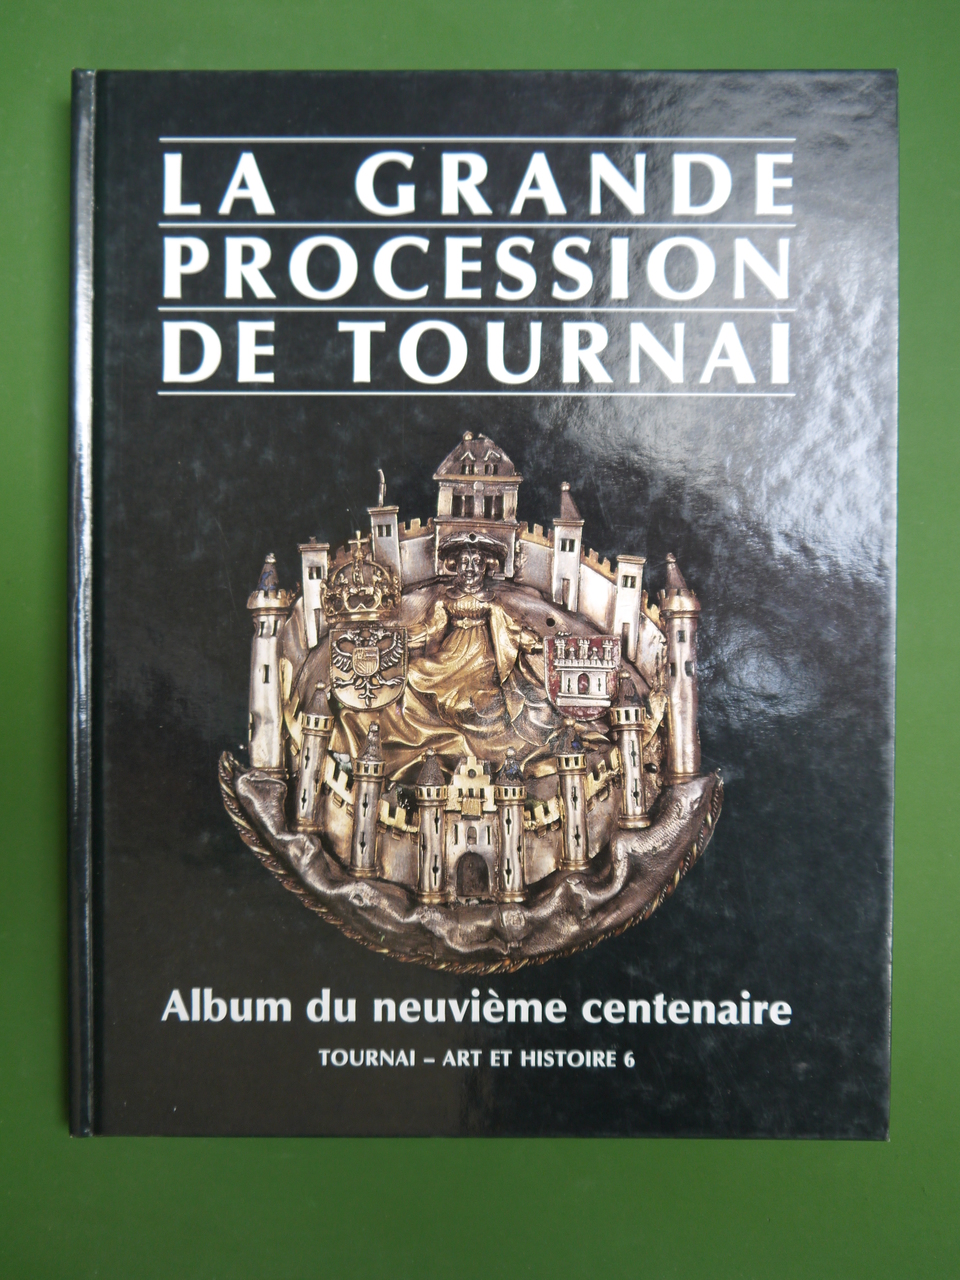 LA GRANDE
PROCESSION
DE TOURNAI
Album du neuvième centenaire
TOURNAI – ART ET HISTOIRE 6